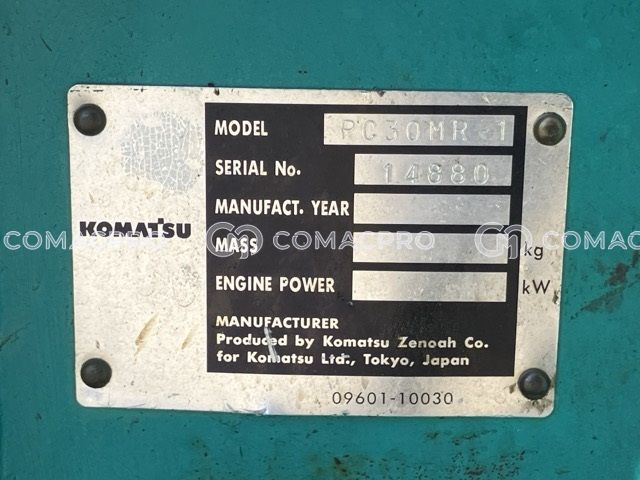 MODEL PC30MR-1
SERIAL No. 14880
KOMATSU
MANUFACT. YEAR
COMACPRO COMACPRO COMACPRO
MASS kg
ENGINE POWER kW
MANUFACTURER
Produced by Komatsu Zenoah Co.
for Komatsu Ltd., Tokyo, Japan
09601-10030